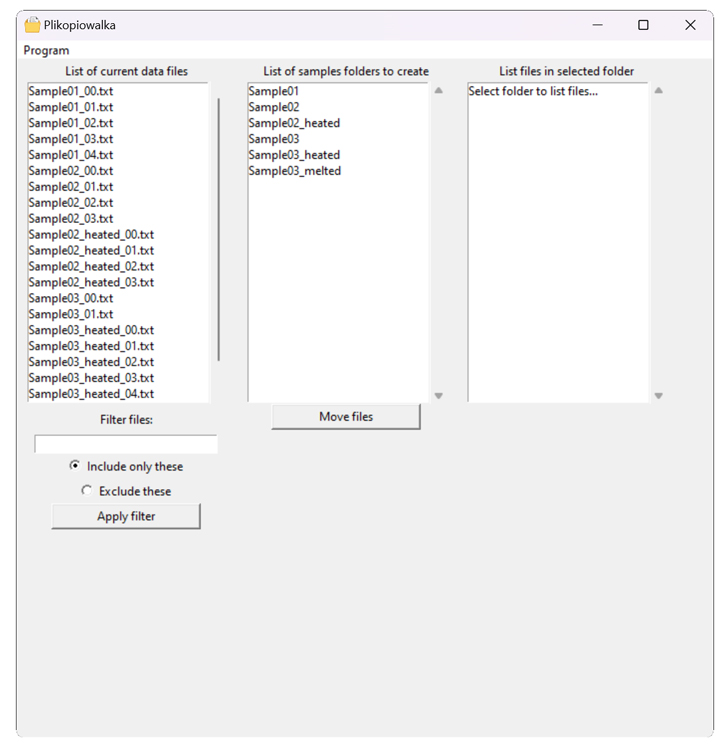 Plikopiowalka
Program
List of current data files
Sample01_00.txt
Sample01_01.txt
Sample01_02.txt
Sample01_03.txt
Sample01_04.txt
Sample02_00.txt
Sample02_01.txt
Sample02_02.txt
Sample02_03.txt
Sample02_heated_00.txt
Sample02_heated_01.txt
Sample02_heated_02.txt
Sample02_heated_03.txt
Sample03_00.txt
Sample03_01.txt
Sample03_heated_00.txt
Sample03_heated_01.txt
Sample03_heated_02.txt
Sample03_heated_03.txt
Sample03_heated_04.txt
Filter files:
Include only these
Exclude these
Apply filter
List of samples folders to create
Sample01
Sample02
Sample02_heated
Sample03
Sample03_heated
Sample03_melted
Move files
List files in selected folder
Select folder to list files...